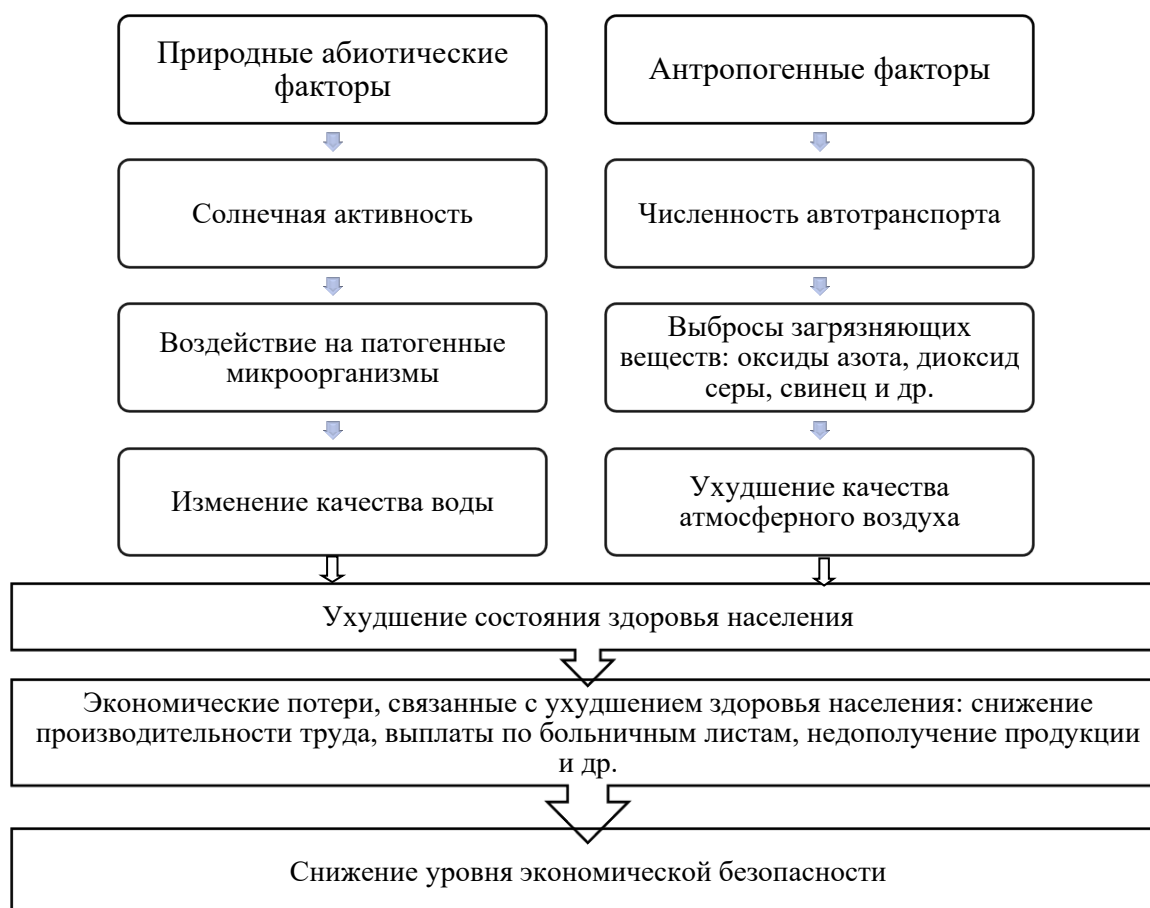 Природные абиотические
факторы
Антропогенные факторы
Солнечная активность
Численность автотранспорта
Воздействие на патогенные
микроорганизмы
Выбросы загрязняющих
веществ: оксиды азота, диоксид
серы, свинец и др.
Изменение качества воды
Ухудшение качества
атмосферного воздуха
Ухудшение состояния здоровья населения
Экономические потери, связанные с ухудшением здоровья населения: снижение
производительности труда, выплаты по больничным листам, недополучение продукции
и др.
Снижение уровня экономической безопасности